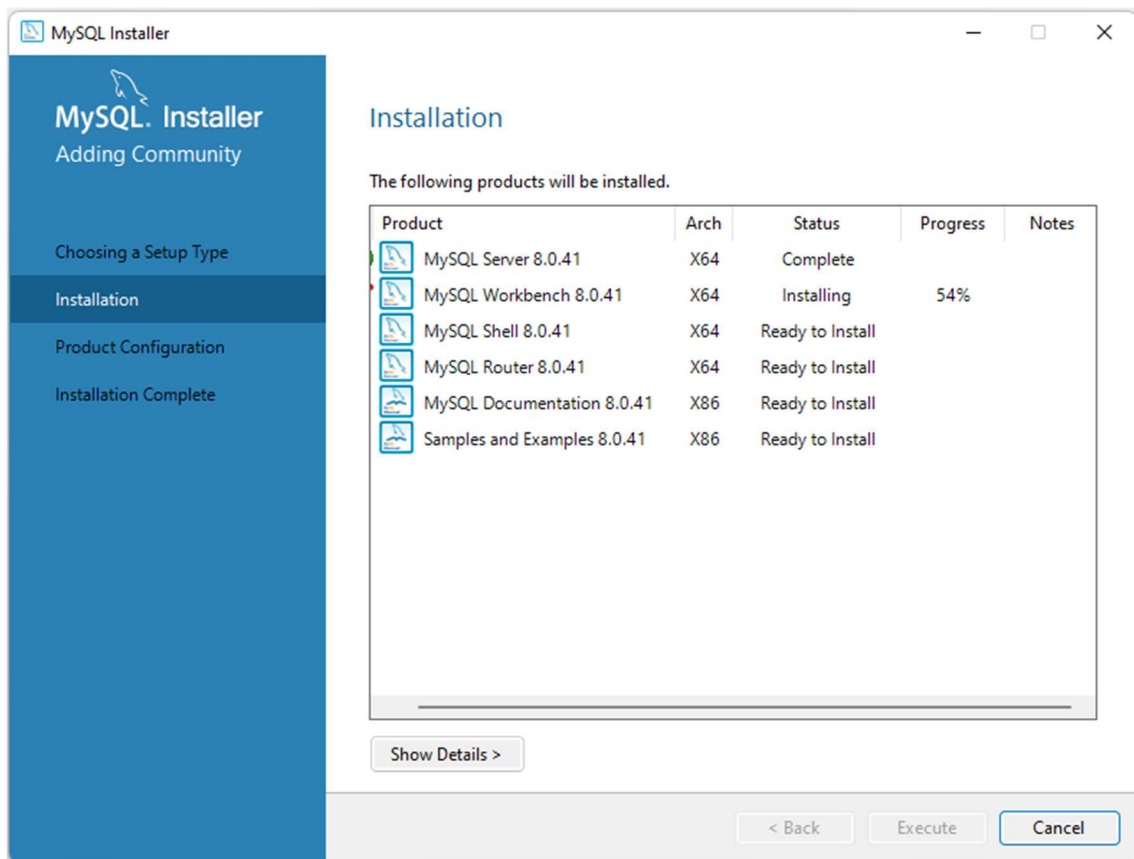 MySQL Installer
MySQL. Installer
Adding Community
Choosing a Setup Type
Installation
Product Configuration
Installation Complete
Installation
The following products will be installed.
Product Arch Status Progress Notes
MySQL Server 8.0.41 X64 Complete
MySQL Workbench 8.0.41 X64 Installing 54%
MySQL Shell 8.0.41 X64 Ready to Install
MySQL Router 8.0.41 X64 Ready to Install
MySQL Documentation 8.0.41 X86 Ready to Install
Samples and Examples 8.0.41 X86 Ready to Install
Show Details >
< Back Execute Cancel